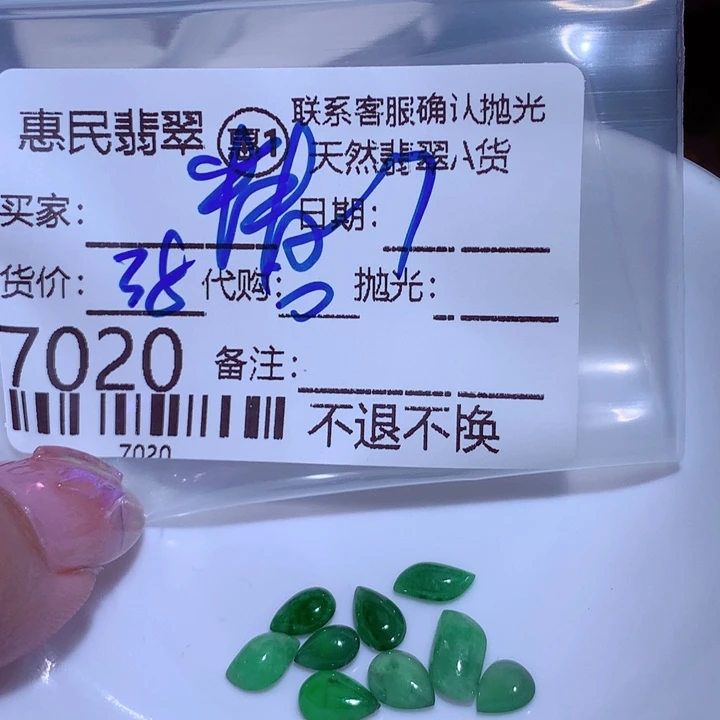 惠民翡翠 惠1 联系客服确认抛光
天然翡翠A货
买家: 日期:
货价: 38 代购: 抛光:
7020 备注:
7020 不退不换